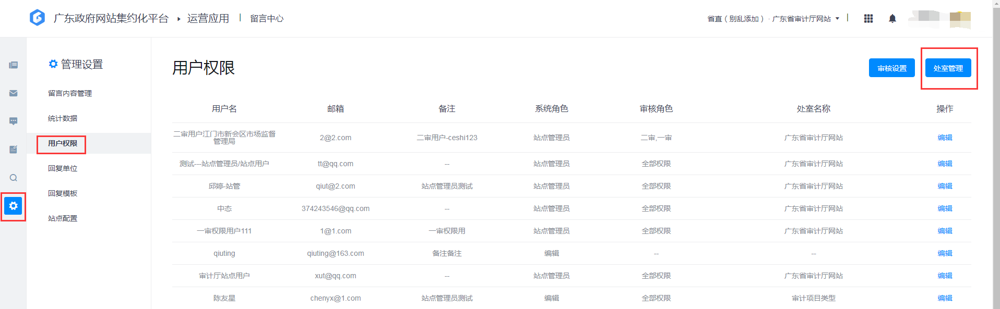 广东政府网站集约化平台 ▸ 运营应用 | 留言中心
省直（别乱添加）· 广东省审计厅网站
管理设置
留言内容管理
统计数据
用户权限
回复单位
回复模板
站点配置
用户权限
审核设置 处室管理
用户名 邮箱 备注 系统角色 审核角色 处室名称 操作
二审用户江门市新会区市场监督
管理局 2@2.com 二审用户-ceshi123 站点管理员 二审,一审 广东省审计厅网站 编辑
测试---站点管理员/站点用户 tt@qq.com -- 站点管理员 全部权限 广东省审计厅网站 编辑
邱婷-站管 qiut@2.com 站点管理员测试 站点管理员 全部权限 广东省审计厅网站 编辑
中态 374243546@qq.com -- 站点管理员 全部权限 广东省审计厅网站 编辑
一审权限用户111 1@1.com 一审权限用 站点管理员 全部权限 广东省审计厅网站 编辑
qiuting qiuting@163.com 备注备注 编辑 -- -- 编辑
审计厅站点用户 xut@qq.com -- 站点管理员 全部权限 广东省审计厅网站 编辑
陈友星 chenyx@1.com 站点管理员测试 编辑 全部权限 审计项目类型 编辑